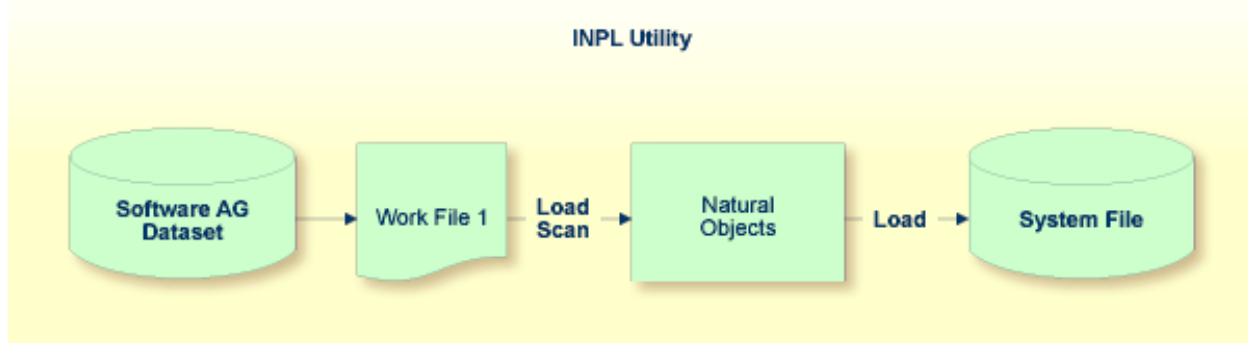 INPL Utility
Software AG
Dataset
Work File 1
Load
Scan
Natural
Objects
Load
System File